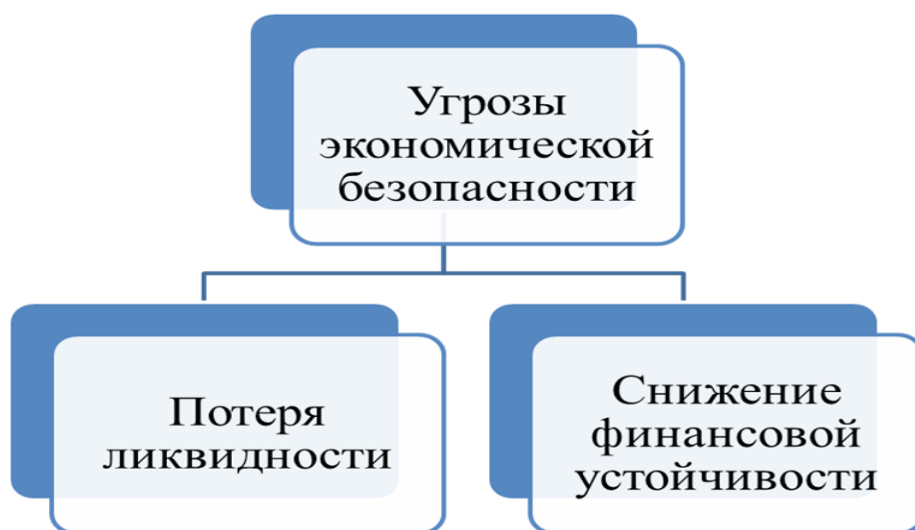 Угрозы
экономической
безопасности
Потеря
ликвидности
Снижение
финансовой
устойчивости